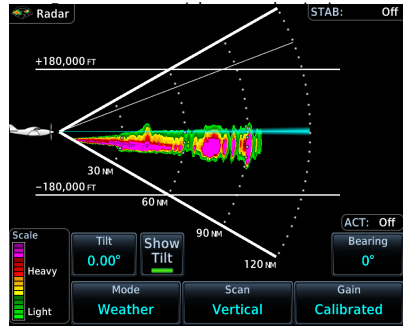 Radar
STAB: Off
+180,000 FT
30 NM
-180,000 FT
60 NM
90 NM
120 NM
ACT: Off
Scale
Heavy
Light
Tilt
0.00°
Show
Tilt
Bearing
0°
Mode
Weather
Scan
Vertical
Gain
Calibrated